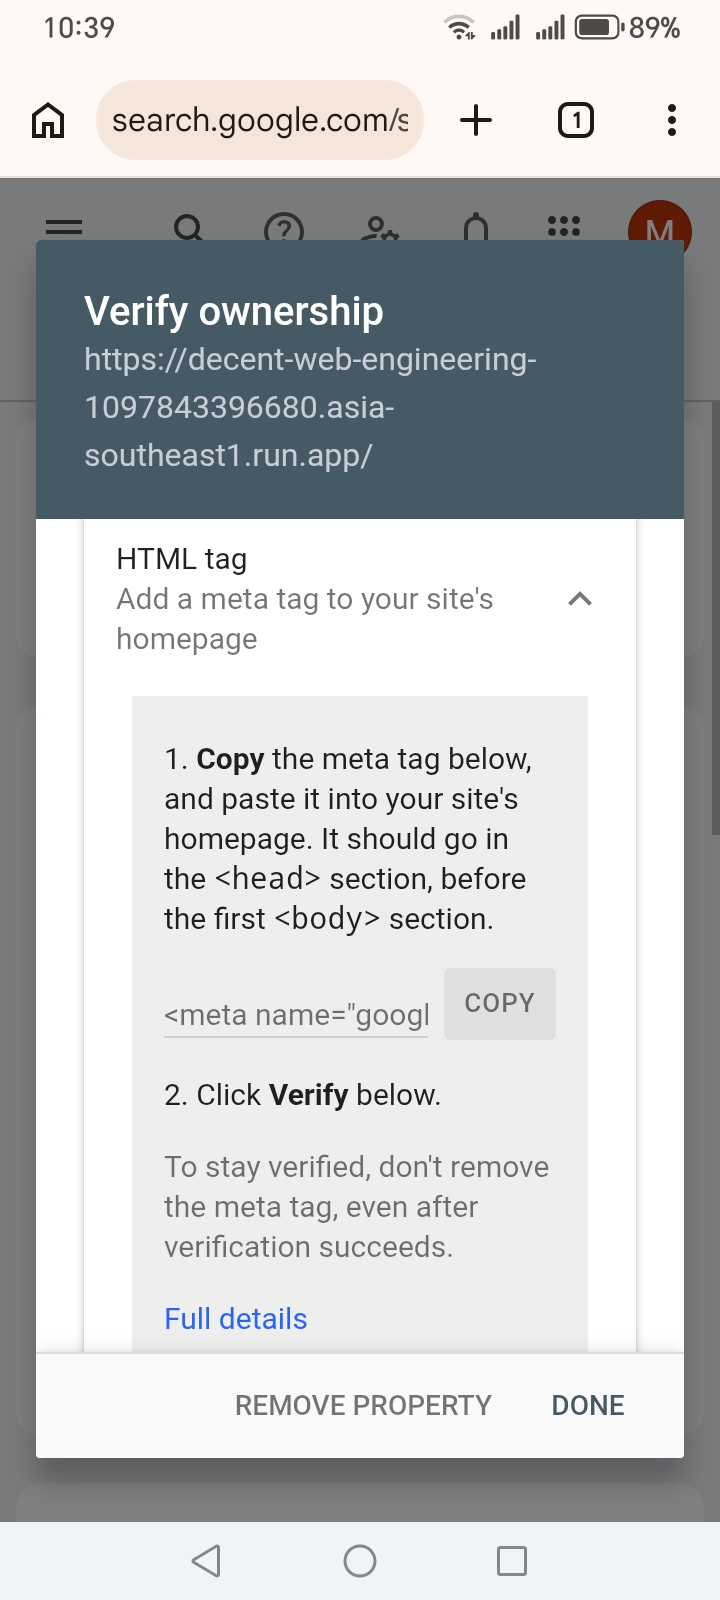 10:39
89%
search.google.com/s
1
M
Verify ownership
https://decent-web-engineering-
1097843396680.asia-
southeast1.run.app/
HTML tag
Add a meta tag to your site's
homepage
1. Copy the meta tag below,
and paste it into your site's
homepage. It should go in
the <head> section, before
the first <body> section.
<meta name="googl
COPY
2. Click Verify below.
To stay verified, don't remove
the meta tag, even after
verification succeeds.
Full details
REMOVE PROPERTY
DONE